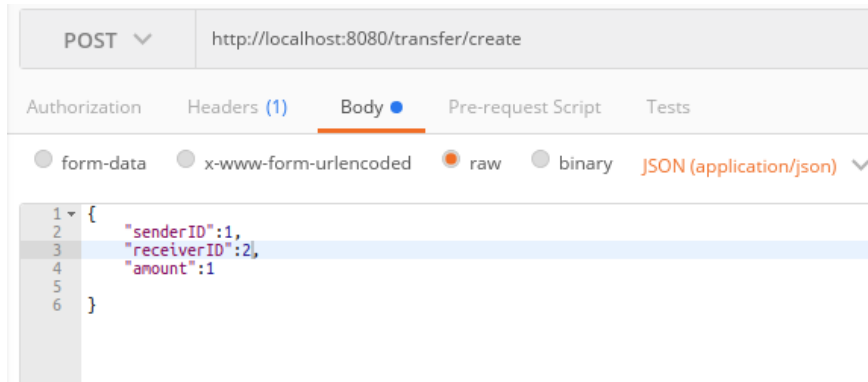 POST http://localhost:8080/transfer/create
Authorization Headers (1) Body Pre-request Script Tests
form-data x-www-form-urlencoded raw binary JSON (application/json)
1 {
2 "senderID":1,
3 "receiverID":2,
4 "amount":1
5
6 }